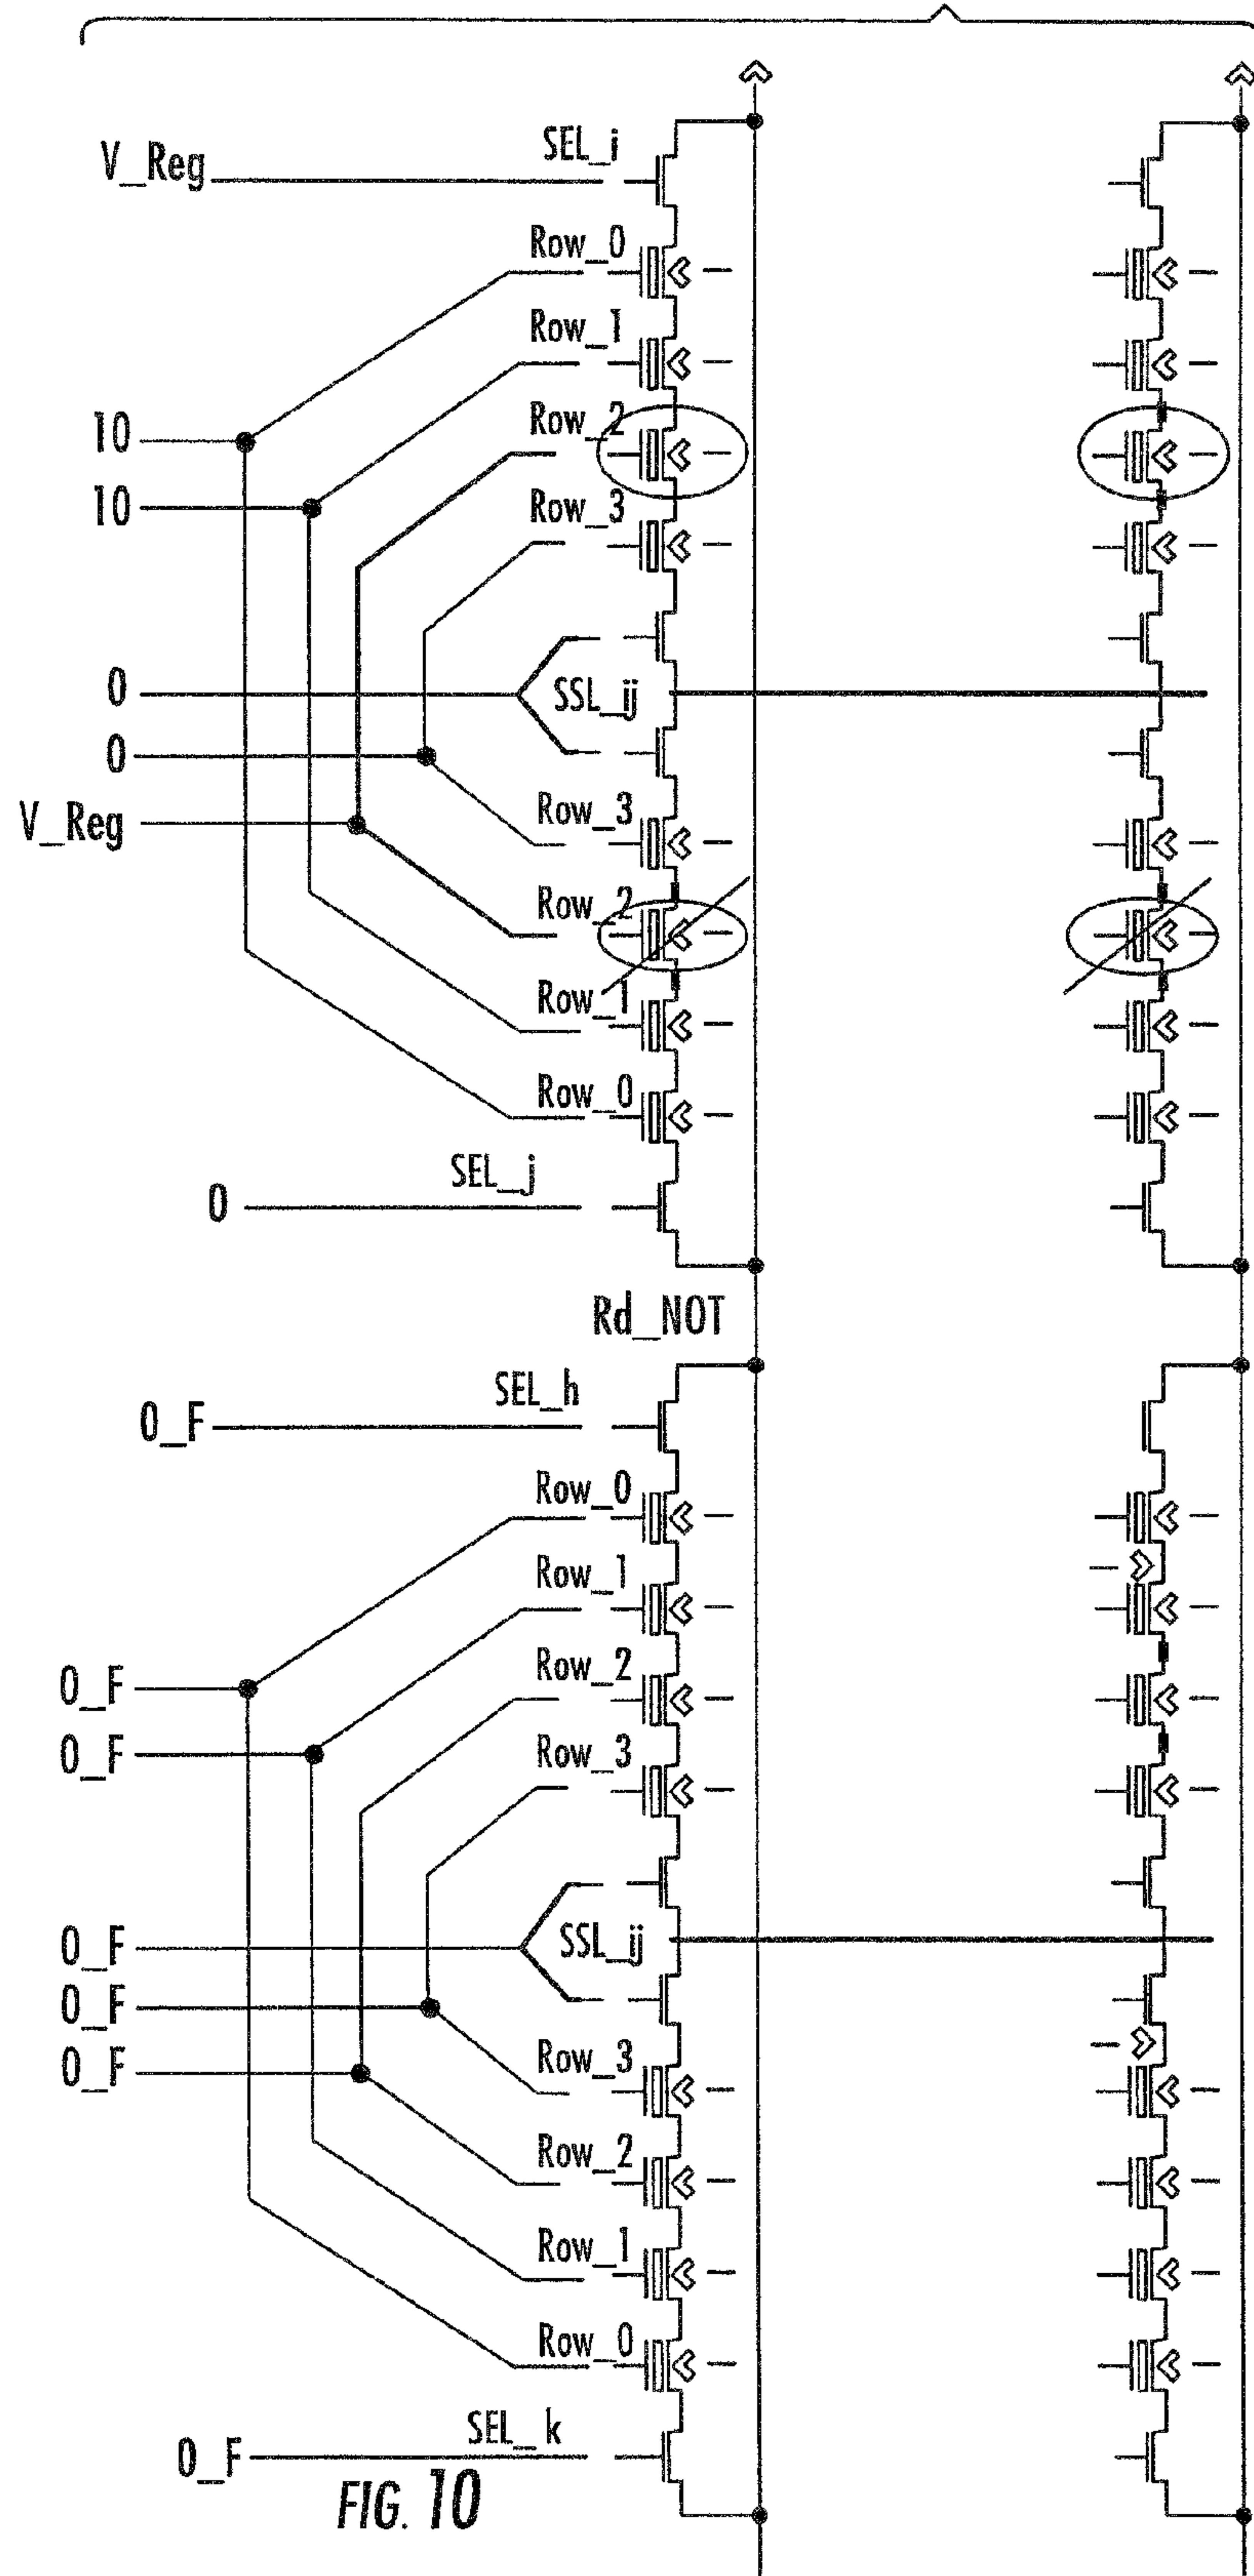 V_Reg SEL_i
Row_0
Row_1
10 Row_2
10 Row_3
0 SSL_ij
0
V_Reg Row_3
Row_2
Row_1
Row_0
0 SEL_j
Rd_NOT
0_F SEL_h
Row_0
Row_1
0_F Row_2
0_F Row_3
0_F SSL_ij
0_F
0_F Row_3
Row_2
Row_1
Row_0
0_F SEL_k
FIG. 10